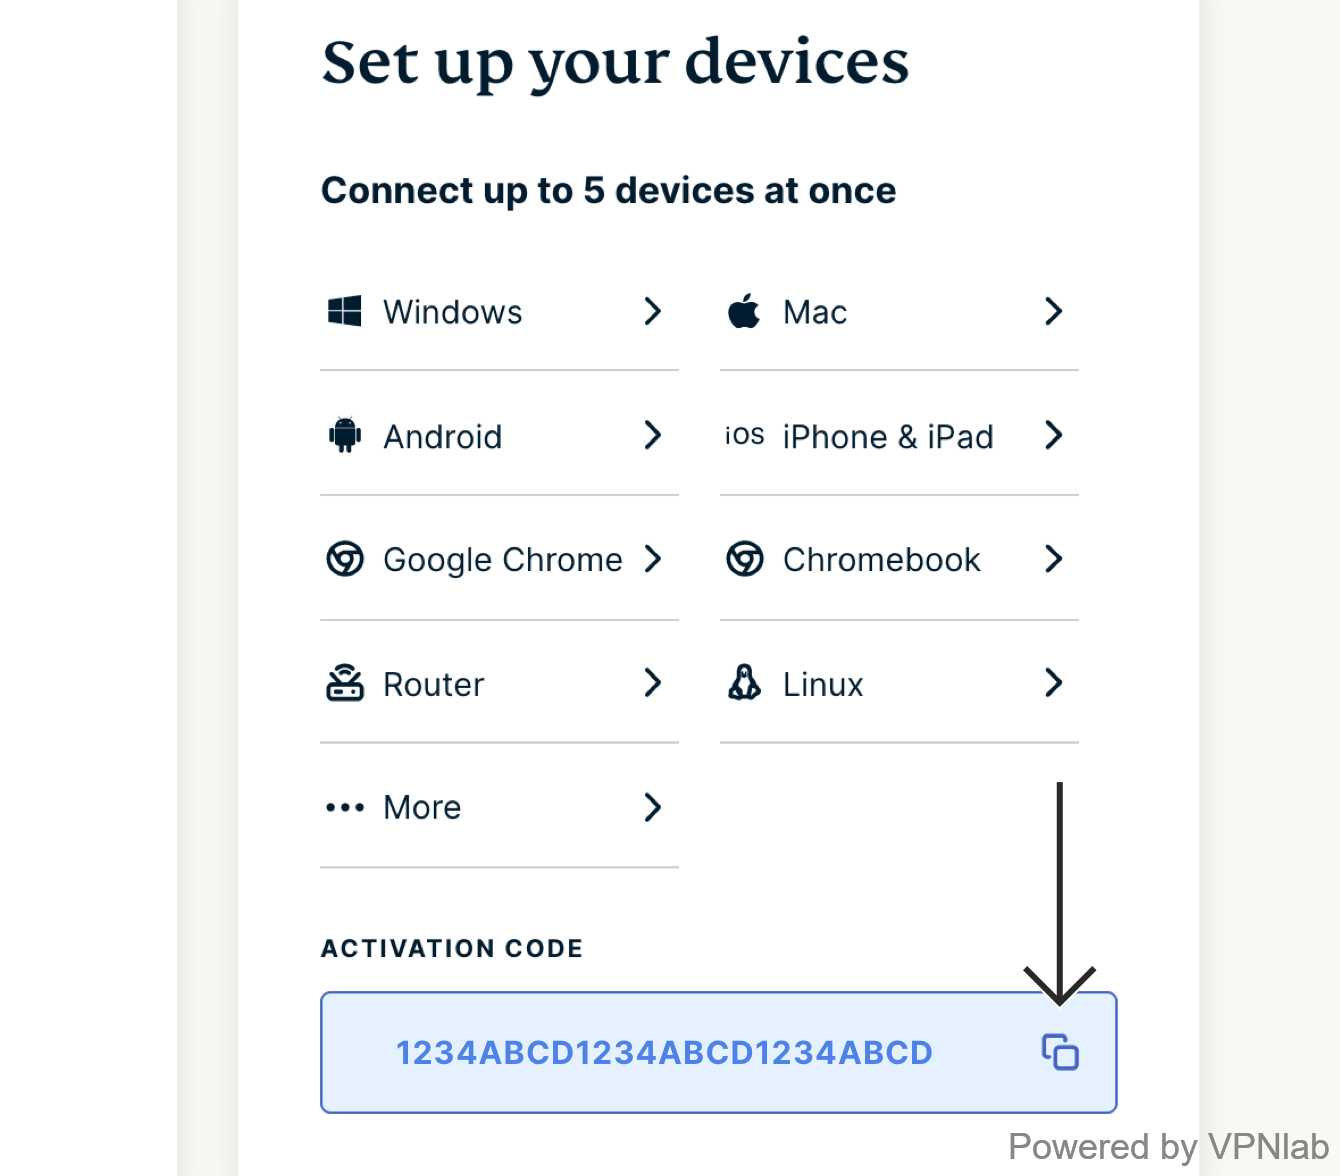 Set up your devices
Connect up to 5 devices at once
Windows
Mac
Android
iOS iPhone & iPad
Google Chrome
Chromebook
Router
Linux
More
ACTIVATION CODE
1234ABCD1234ABCD1234ABCD
Powered by VPNlab